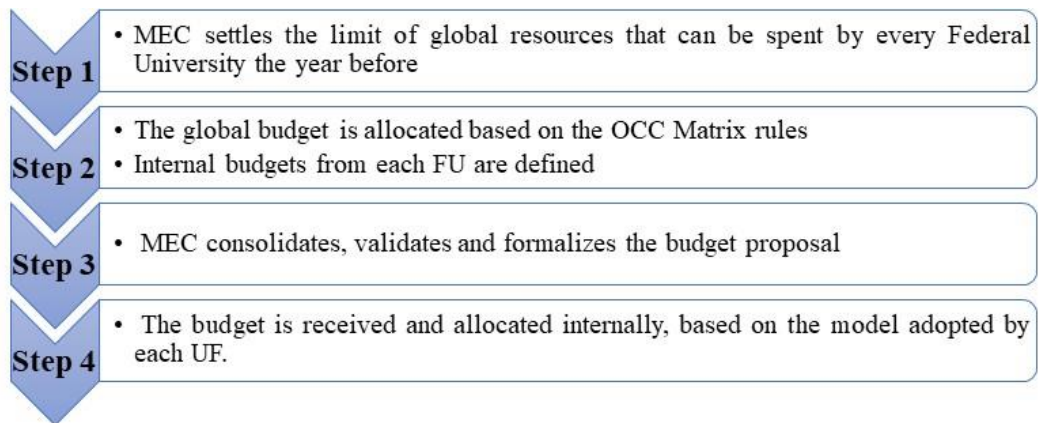 Step 1
• MEC settles the limit of global resources that can be spent by every Federal
University the year before
Step 2
• The global budget is allocated based on the OCC Matrix rules
• Internal budgets from each FU are defined
Step 3
• MEC consolidates, validates and formalizes the budget proposal
Step 4
• The budget is received and allocated internally, based on the model adopted by
each UF.